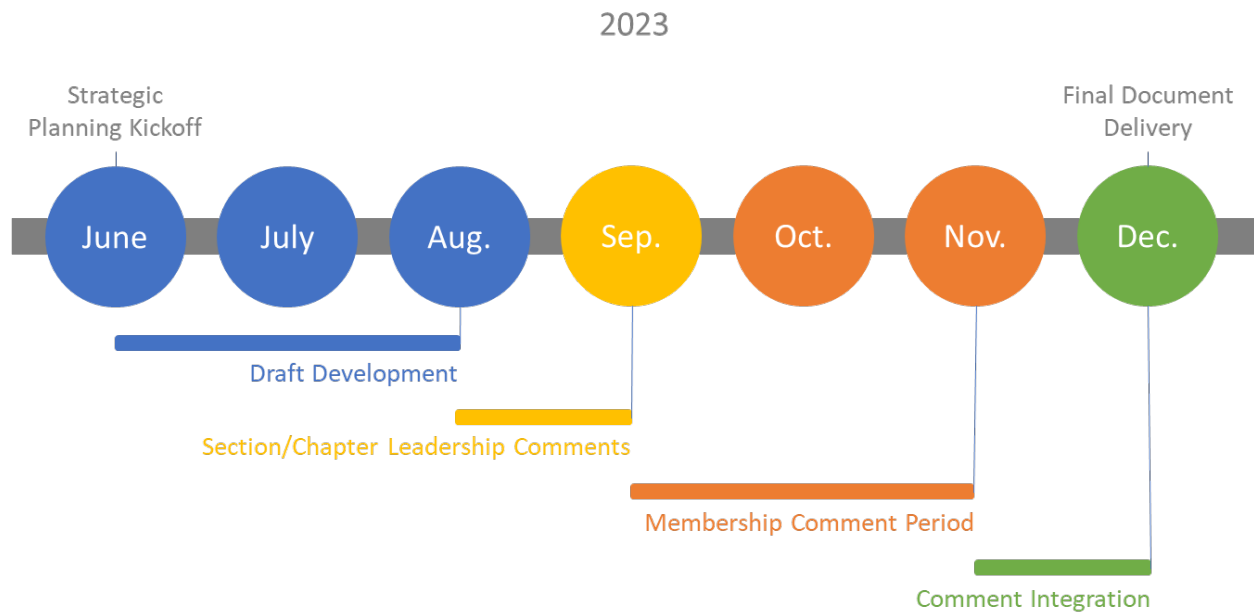 2023
Strategic
Planning Kickoff
Final Document
Delivery
June
July
Aug.
Sep.
Oct.
Nov.
Dec.
Draft Development
Section/Chapter Leadership Comments
Membership Comment Period
Comment Integration